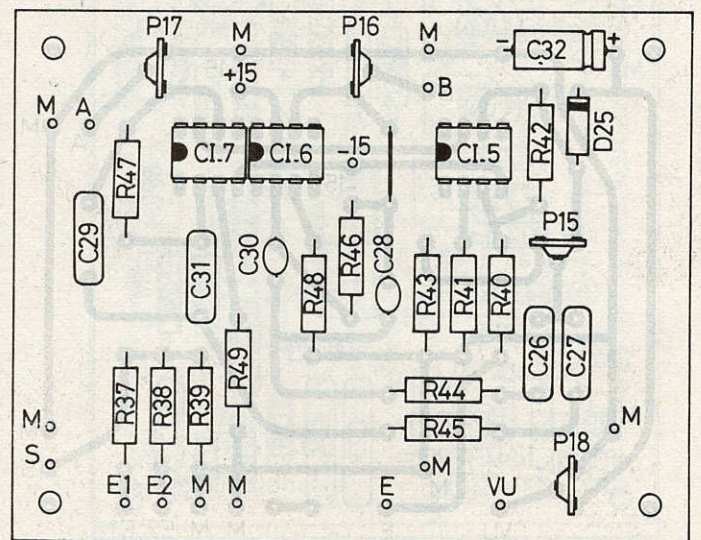 P17 M P16 M - C32 +
+15 B
M A
R47 CI.7 CI.6 -15 CI.5 R42 D25
C29 C31 C30 R48 R46 C28 R43 R41 R40 P15
R49 C26 C27
R37 R38 R39 R44
M R45 M
S M P18
E1 E2 M M E VU